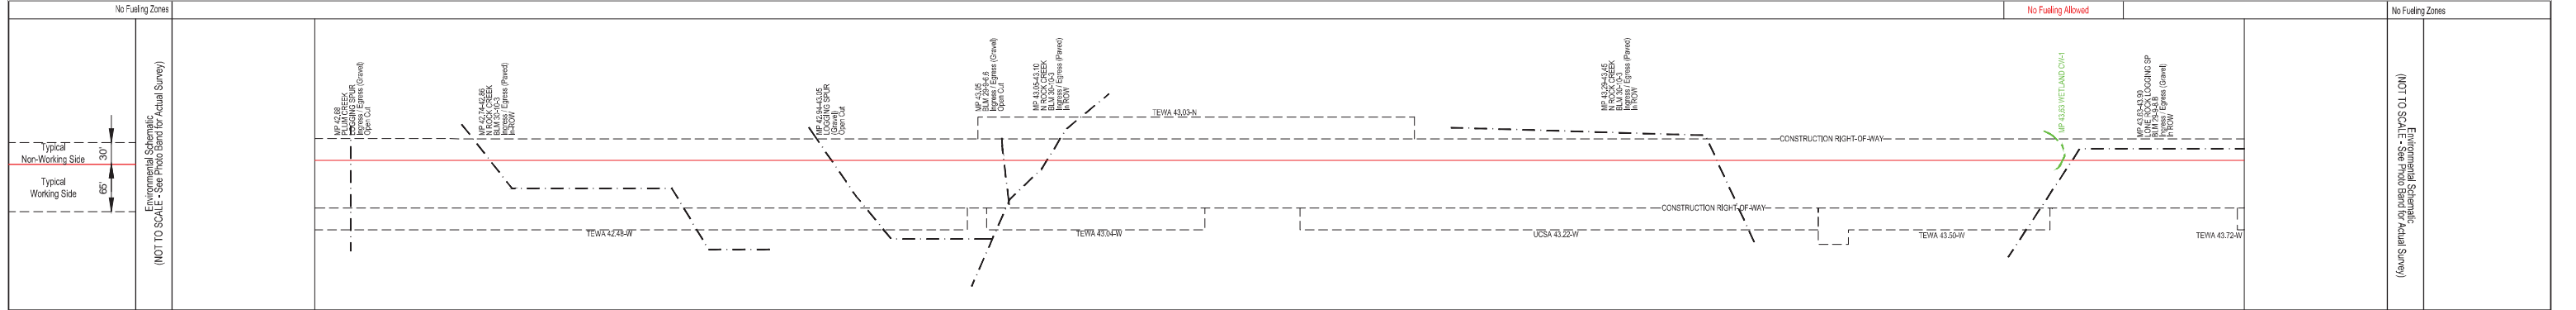 No Fueling Zones
No Fueling Allowed
No Fueling Zones
Typical
Non-Working Side
30'
Typical
Working Side
65'
Environmental Schematic
(NOT TO SCALE - See Photo Band for Actual Survey)
MP 42.68
PLUM CREEK
LOGGING SPUR
Ingress / Egress (Gravel)
Open Cut
MP 42.74-42.86
N ROCK CREEK
BLM 30-10-3
Ingress / Egress (Paved)
In-ROW
MP 42.94-43.05
LOGGING SPUR
(Gravel)
Open Cut
MP 43.05
BLM 29-9-6.6
Ingress / Egress (Gravel)
Open Cut
MP 43.05-43.10
N ROCK CREEK
BLM 30-10-3
Ingress / Egress (Paved)
In ROW
TEWA 43.03-N
MP 43.29-43.45
N ROCK CREEK
BLM 30-10-3
Ingress / Egress (Paved)
In ROW
CONSTRUCTION RIGHT-OF-WAY
MP 43.63 WETLAND CW-1
MP 43.63-43.90
LONE ROCK LOGGING SP
Ingress / Egress (Gravel)
In ROW
CONSTRUCTION RIGHT-OF-WAY
TEWA 42.48-W
TEWA 43.04-W
UCSA 43.22-W
TEWA 43.50-W
TEWA 43.72-W
Environmental Schematic
(NOT TO SCALE - See Photo Band for Actual Survey)